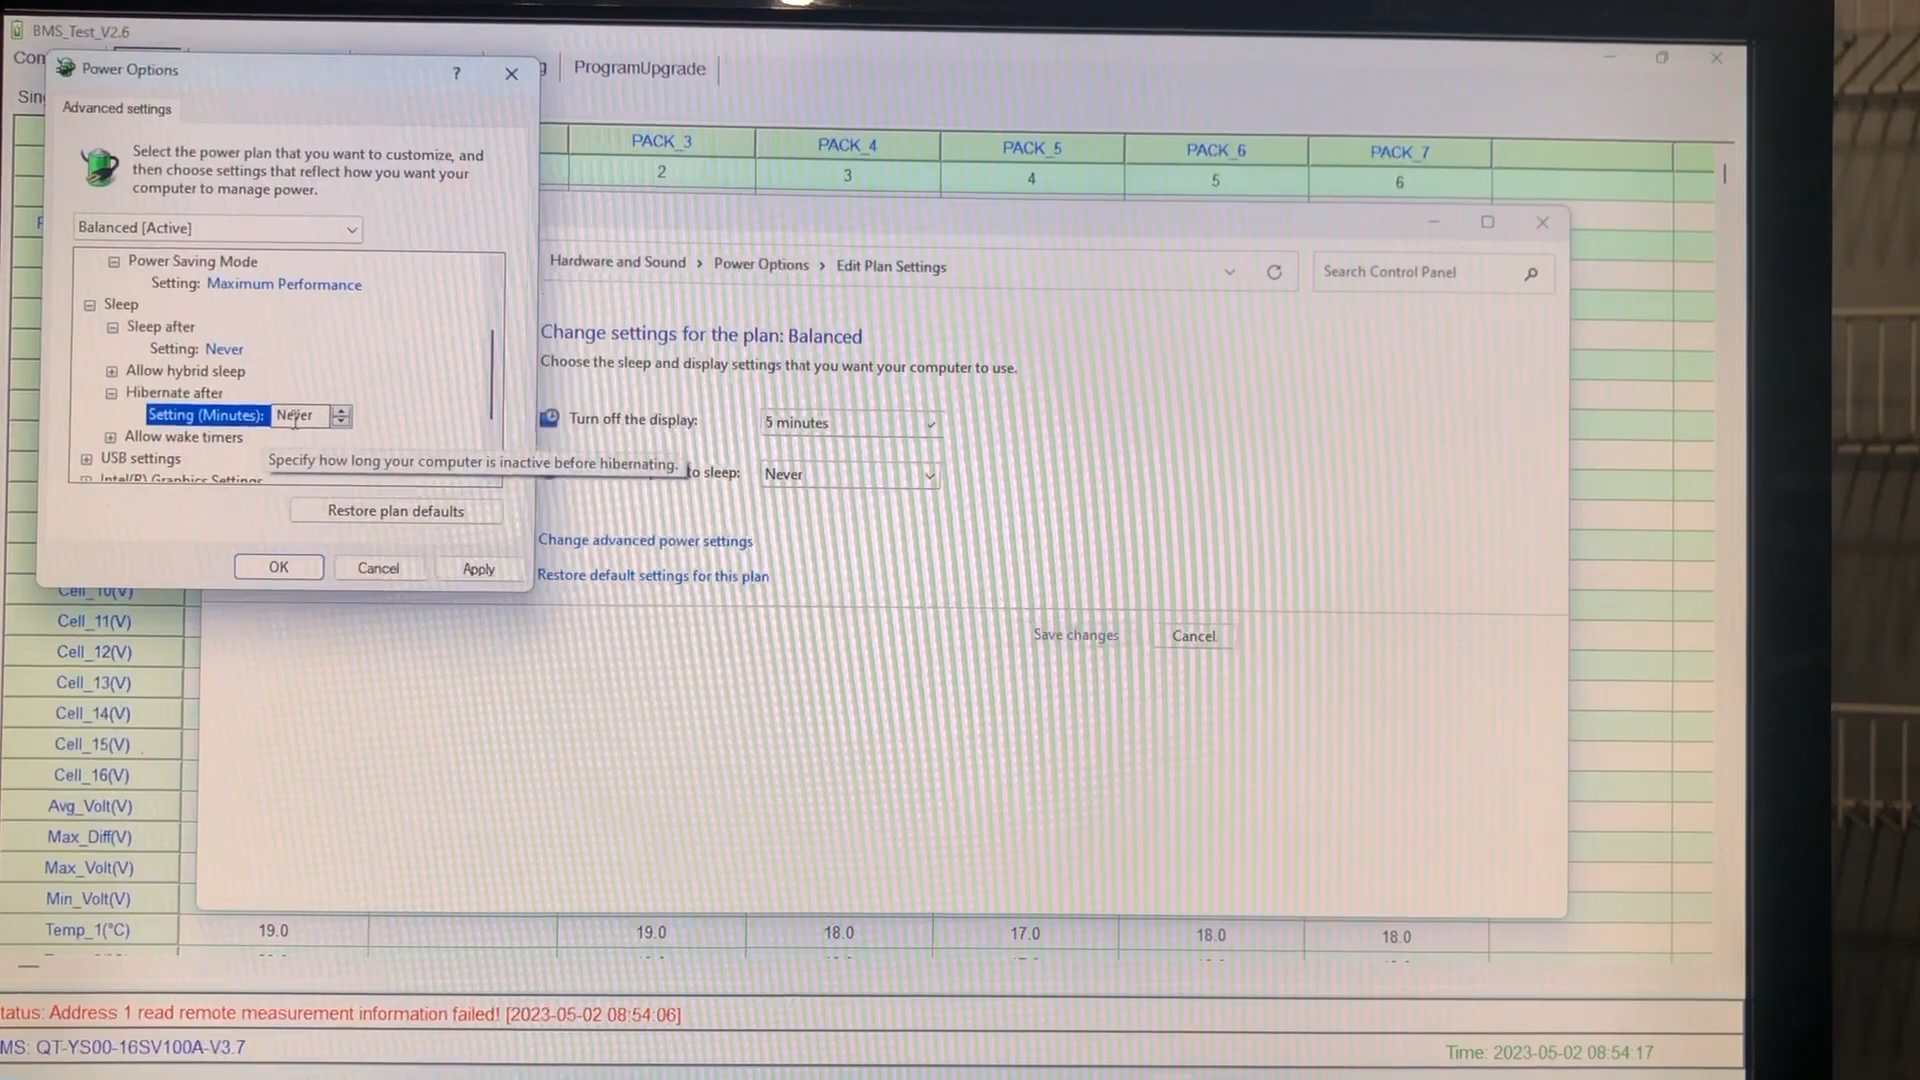 BMS_Test_V2.6
Power Options
?
ProgramUpgrade
Advanced settings
PACK_3
PACK_4
PACK_5
PACK_6
PACK_7
2
3
4
5
6
Select the power plan that you want to customize, and
then choose settings that reflect how you want your
computer to manage power.
Balanced [Active]
Power Saving Mode
Setting: Maximum Performance
Sleep
Sleep after
Setting: Never
Allow hybrid sleep
Hibernate after
Setting (Minutes): Never
Allow wake timers
USB settings
Intel(R) Graphics Settings
Specify how long your computer is inactive before hibernating.
Restore plan defaults
OK
Cancel
Apply
Hardware and Sound > Power Options > Edit Plan Settings
Search Control Panel
Change settings for the plan: Balanced
Choose the sleep and display settings that you want your computer to use.
Turn off the display:
5 minutes
to sleep:
Never
Change advanced power settings
Restore default settings for this plan
Save changes
Cancel
Cell_10(V)
Cell_11(V)
Cell_12(V)
Cell_13(V)
Cell_14(V)
Cell_15(V)
Cell_16(V)
Avg_Volt(V)
Max_Diff(V)
Max_Volt(V)
Min_Volt(V)
Temp_1(°C)
19.0
19.0
18.0
17.0
18.0
18.0
tatus: Address 1 read remote measurement information failed! [2023-05-02 08:54:06]
MS: QT-YS00-16SV100A-V3.7
Time: 2023-05-02 08:54:17